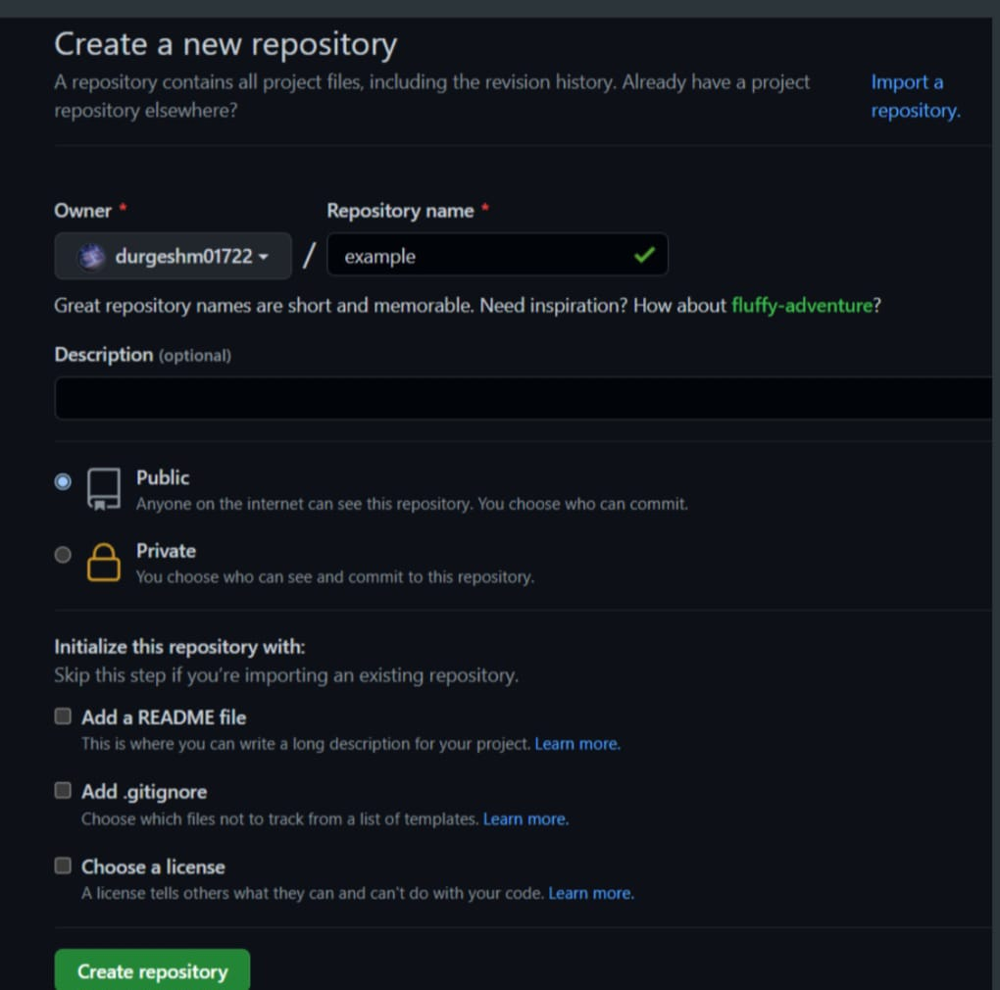 Create a new repository
A repository contains all project files, including the revision history. Already have a project
repository elsewhere?
Import a
repository.
Owner *
Repository name *
durgeshm01722
/
example
Great repository names are short and memorable. Need inspiration? How about fluffy-adventure?
Description (optional)
Public
Anyone on the internet can see this repository. You choose who can commit.
Private
You choose who can see and commit to this repository.
Initialize this repository with:
Skip this step if you're importing an existing repository.
Add a README file
This is where you can write a long description for your project. Learn more.
Add .gitignore
Choose which files not to track from a list of templates. Learn more.
Choose a license
A license tells others what they can and can't do with your code. Learn more.
Create repository